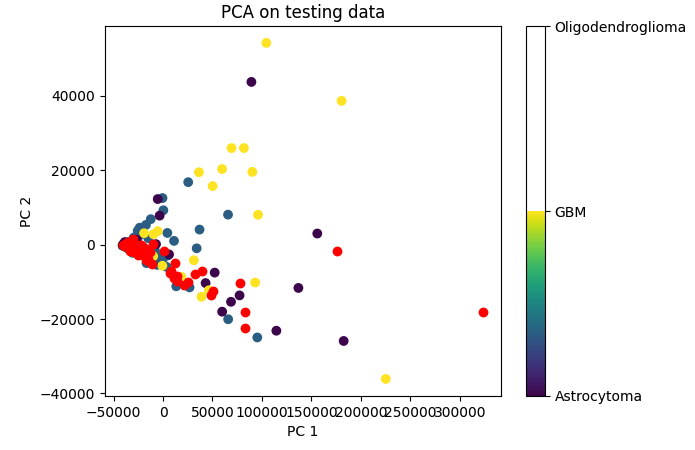 PCA on testing data
Oligodendroglioma
GBM
Astrocytoma
PC 2
40000
20000
0
−20000
−40000
−50000 0 50000 100000 150000 200000 250000 300000
PC 1